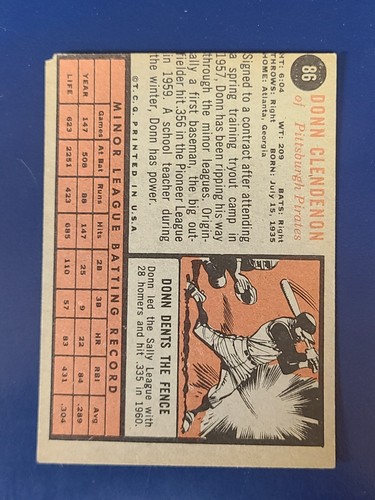 86
DONN CLENDENON
of Pittsburgh Pirates
HT: 6:04 WT: 209 BATS: Right
THROWS: Right BORN: July 15, 1935
HOME: Atlanta, Georgia
Signed to a contract after attending
a spring training tryout camp in
1957, Donn has been ripping his way
through the minor leagues. Origin-
ally a first baseman, the big out-
fielder hit .356 in the Pioneer League
in 1959. A school teacher during
the winter, Donn has power.
© T.C.G. PRINTED IN U.S.A.
DONN DENTS THE FENCE
Donn led the Sally League with
28 homers and hit .335 in 1960.
MINOR LEAGUE BATTING RECORD
Games At Bat Runs Hits 2B 3B HR RBI Avg
YEAR 147 508 88 147 25 9 22 84 .289
LIFE 623 2251 423 685 110 57 83 431 .304